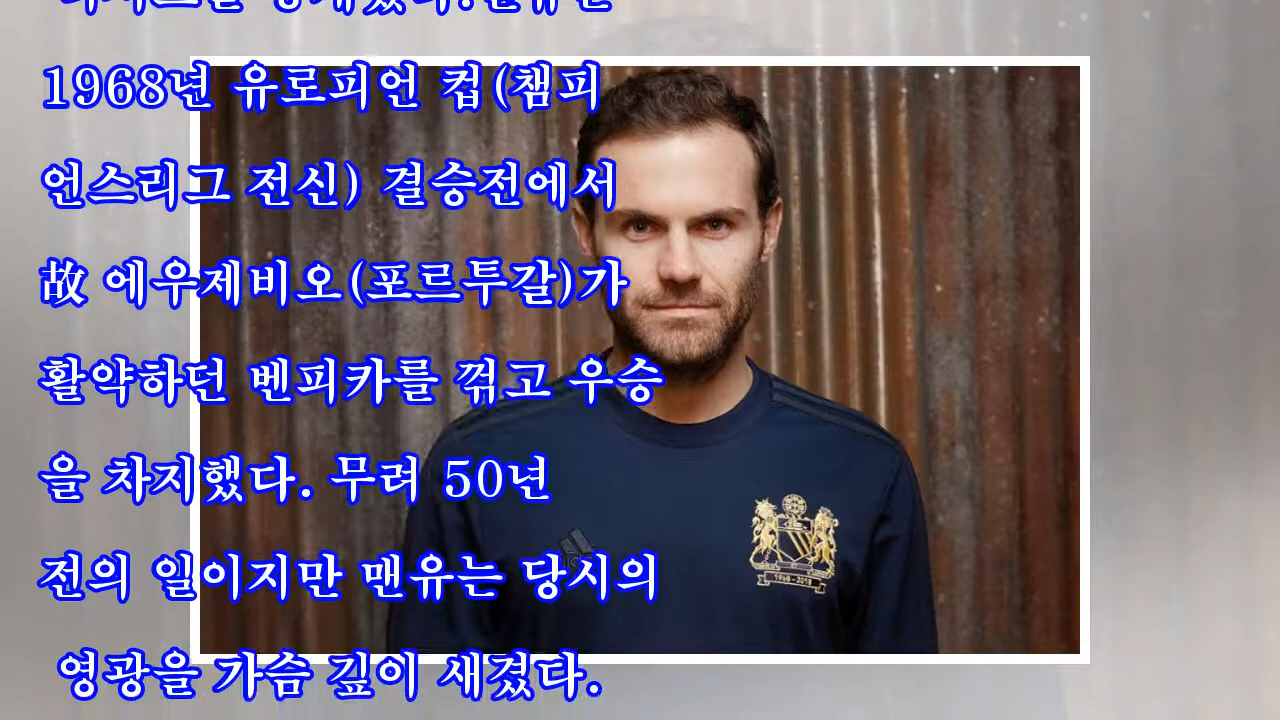 1968년 유로피언 컵(챔피
언스리그 전신) 결승전에서
故 에우제비오(포르투갈)가
활약하던 벤피카를 꺾고 우승
을 차지했다. 무려 50년
전의 일이지만 맨유는 당시의
영광을 가슴 깊이 새겼다.
1968 - 2018